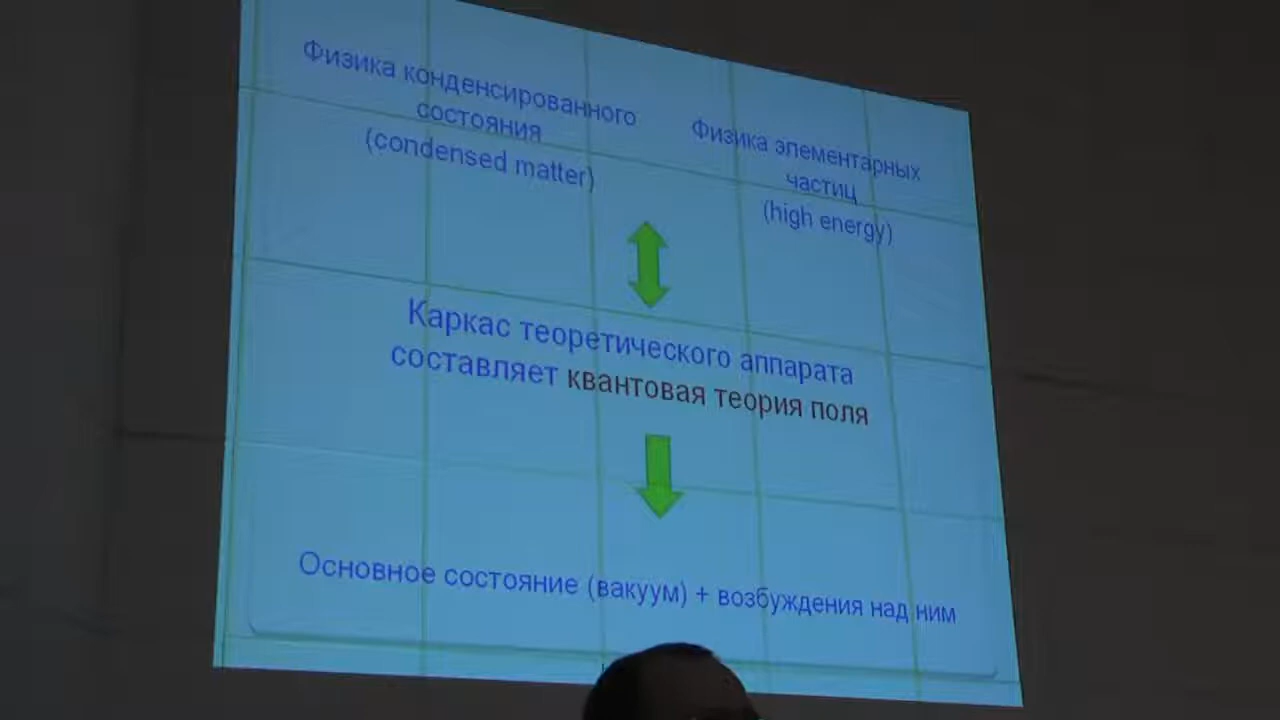 Физика конденсированного
состояния
(condensed matter)
Физика элементарных
частиц
(high energy)
Каркас теоретического аппарата
составляет квантовая теория поля
Основное состояние (вакуум) + возбуждения над ним